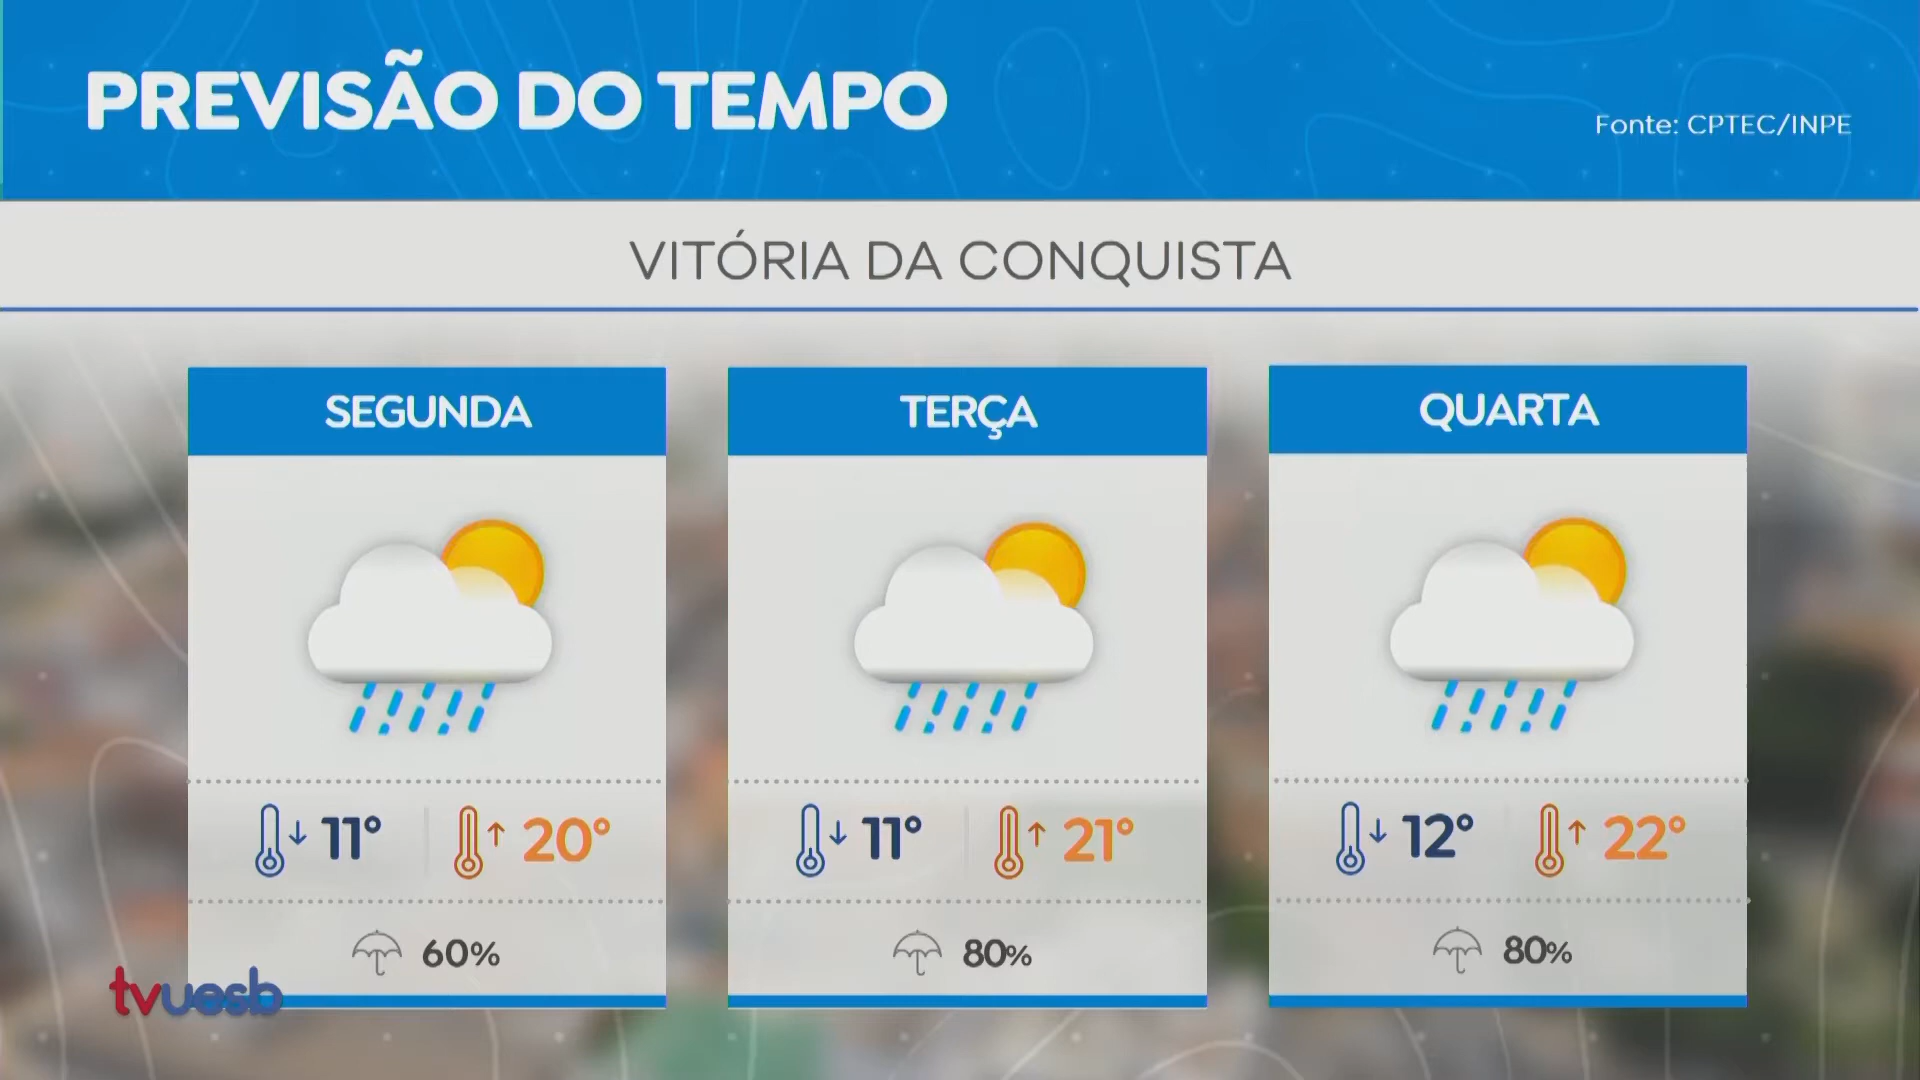 PREVISÃO DO TEMPO
Fonte: CPTEC/INPE
VITÓRIA DA CONQUISTA
SEGUNDA
11° 20°
60%
TERÇA
11° 21°
80%
QUARTA
12° 22°
80%
tvuesb